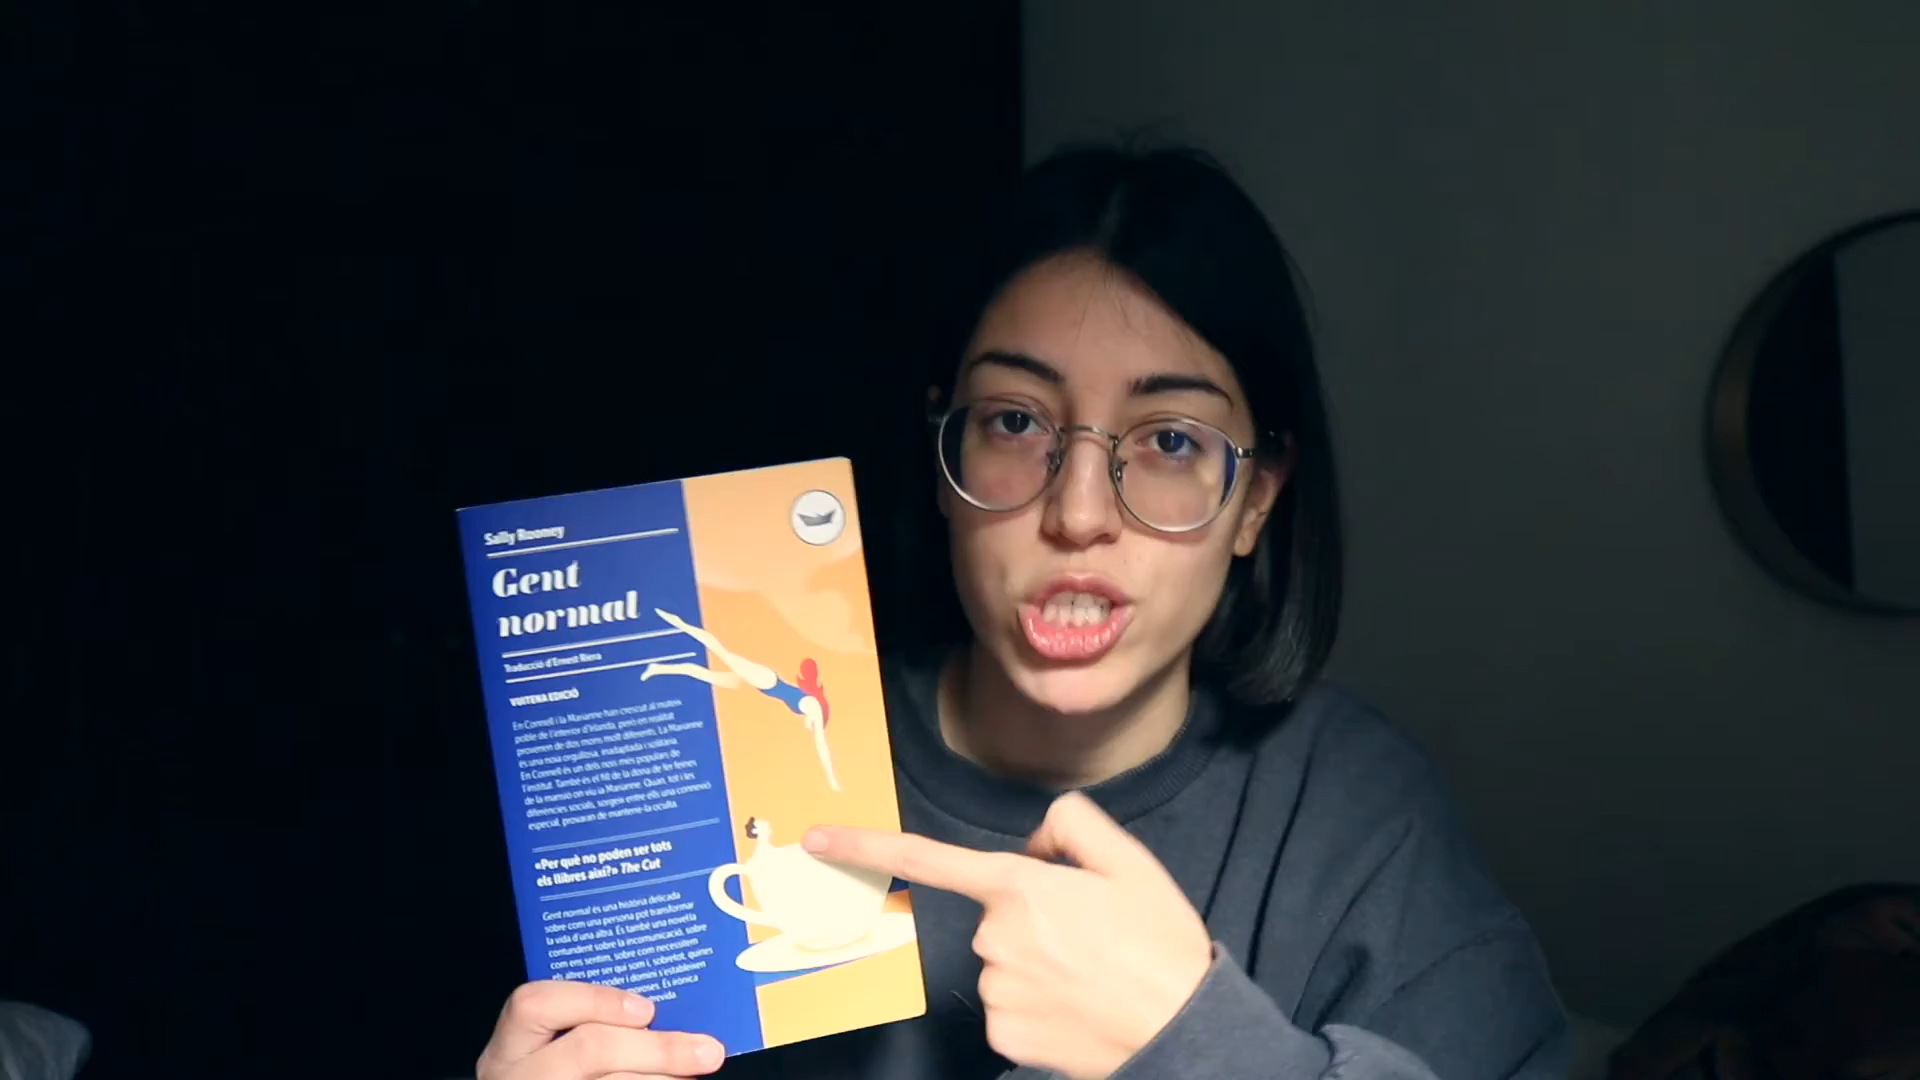 Sally Rooney
Gent
normal
Traducció d'Ernest Riera
VUITENA EDICIÓ
En Connell i la Marianne han crescut al mateix
poble de l'interior d'Irlanda, però en realitat
provenen de dos mons molt diferents. La Marianne
és una noia orgullosa, inadaptada i solitària.
En Connell és un dels nois més populars de
l'institut. També és el fill de la dona de fer feines
de la mansió on viu la Marianne. Quan, tot i les
diferències socials, sorgeix entre ells una connexió
especial, provaran de mantenir-la oculta.
«Per què no poden ser tots
els llibres així?» The Cut
Gent normal és una història delicada
sobre com una persona pot transformar
la vida d'una altra. És també una novel·la
contundent sobre la incomunicació, sobre
com ens sentim, sobre com necessitem
els altres per ser qui som i, sobretot, quines
poder i domini s'estableixen
amoroses. És irònica